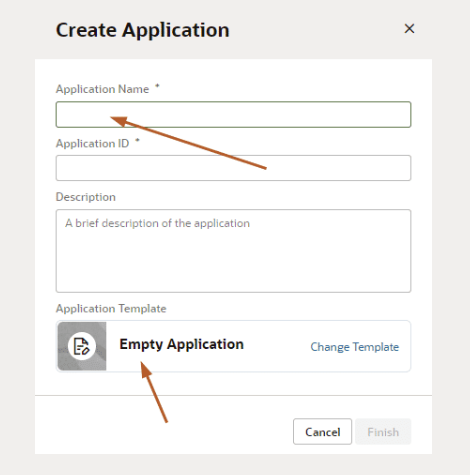 Create Application
Application Name *
Application ID *
Description
A brief description of the application
Application Template
Empty Application
Change Template
Cancel
Finish